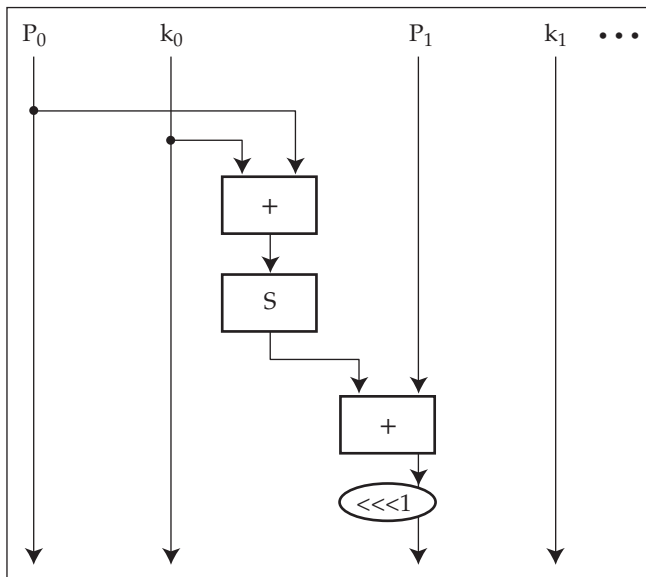 P₀ k₀ P₁ k₁ •••
+
S
+
<<<1